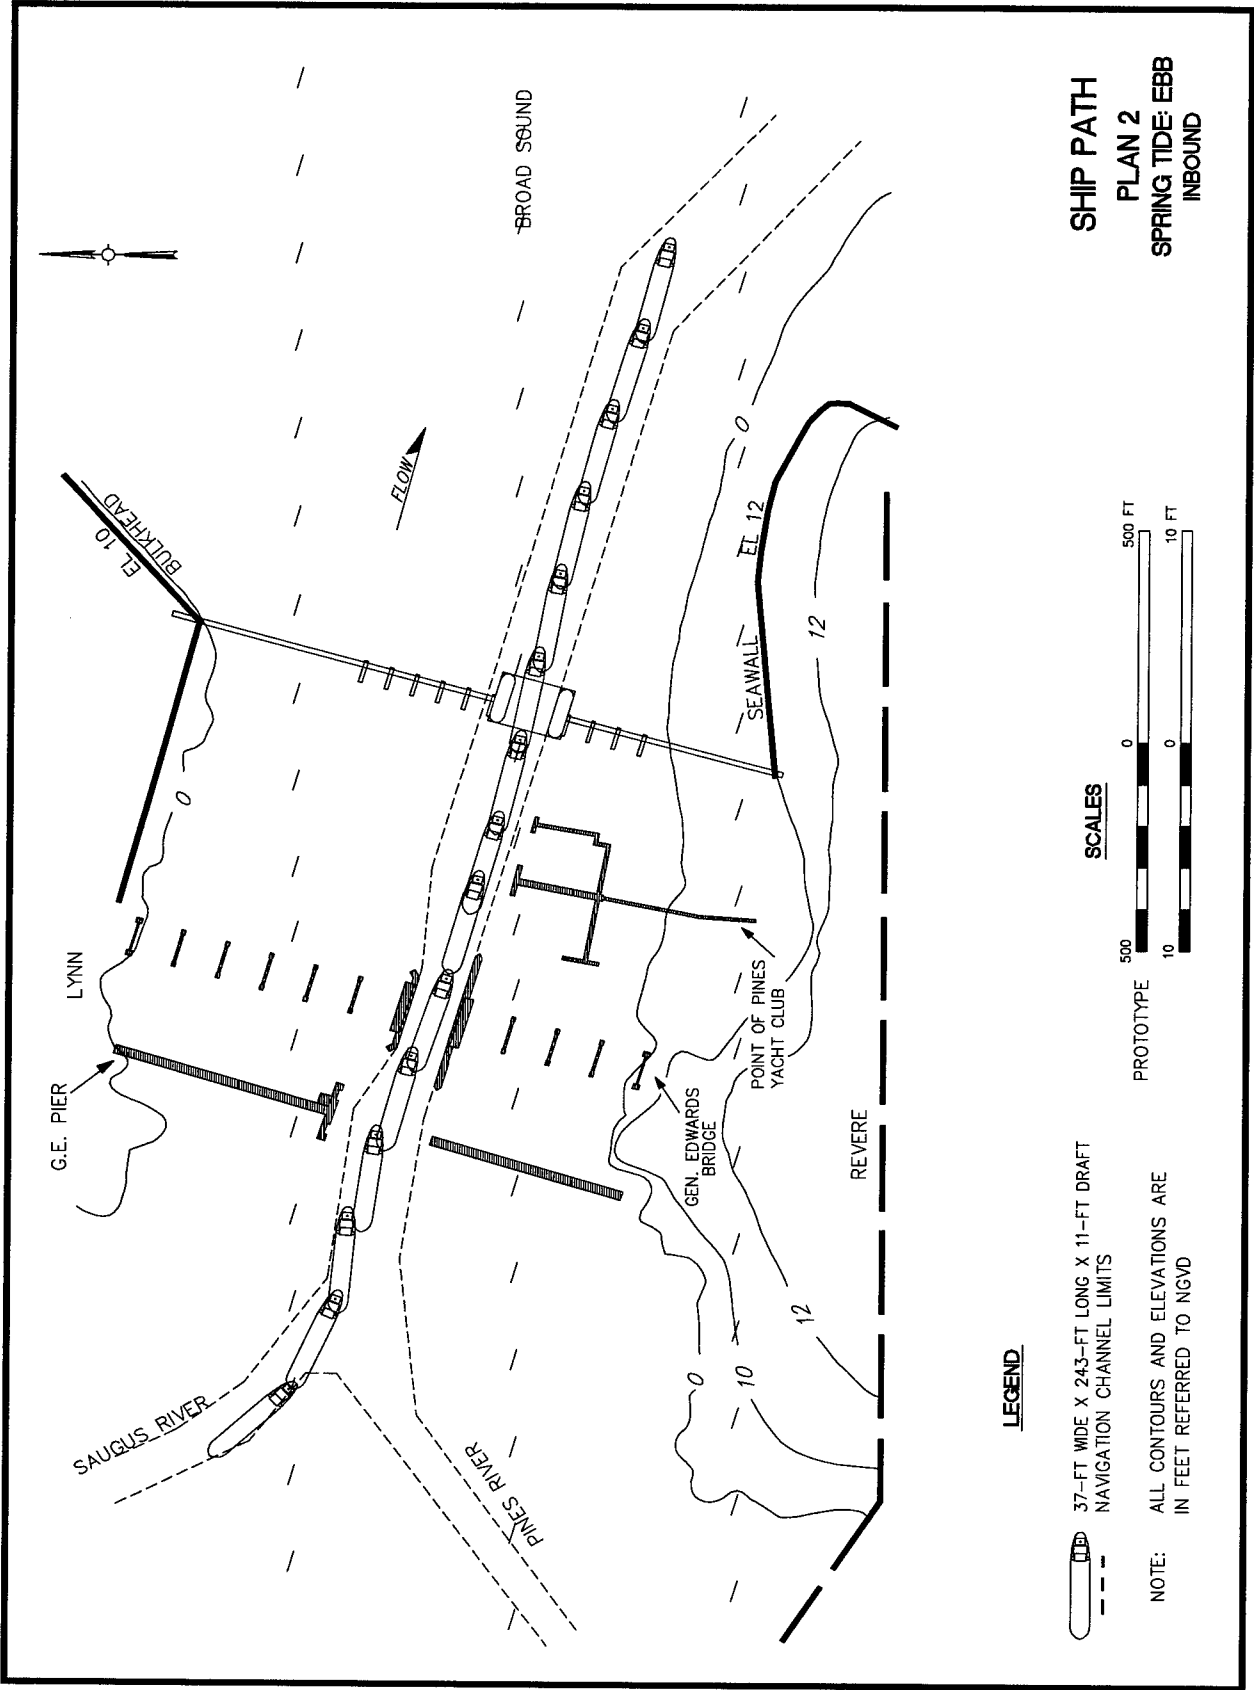 SHIP PATH
PLAN 2
SPRING TIDE: EBB
INBOUND
BROAD SOUND
FLOW
EL 10
BULKHEAD
0
LYNN
G.E. PIER
SAUGUS RIVER
PINES RIVER
0
EL 12
SEAWALL
12
POINT OF PINES
YACHT CLUB
GEN. EDWARDS
BRIDGE
REVERE
0
10
12
SCALES
PROTOTYPE
500 0 500 FT
10 0 10 FT
LEGEND
37-FT WIDE X 243-FT LONG X 11-FT DRAFT
NAVIGATION CHANNEL LIMITS
NOTE: ALL CONTOURS AND ELEVATIONS ARE
IN FEET REFERRED TO NGVD